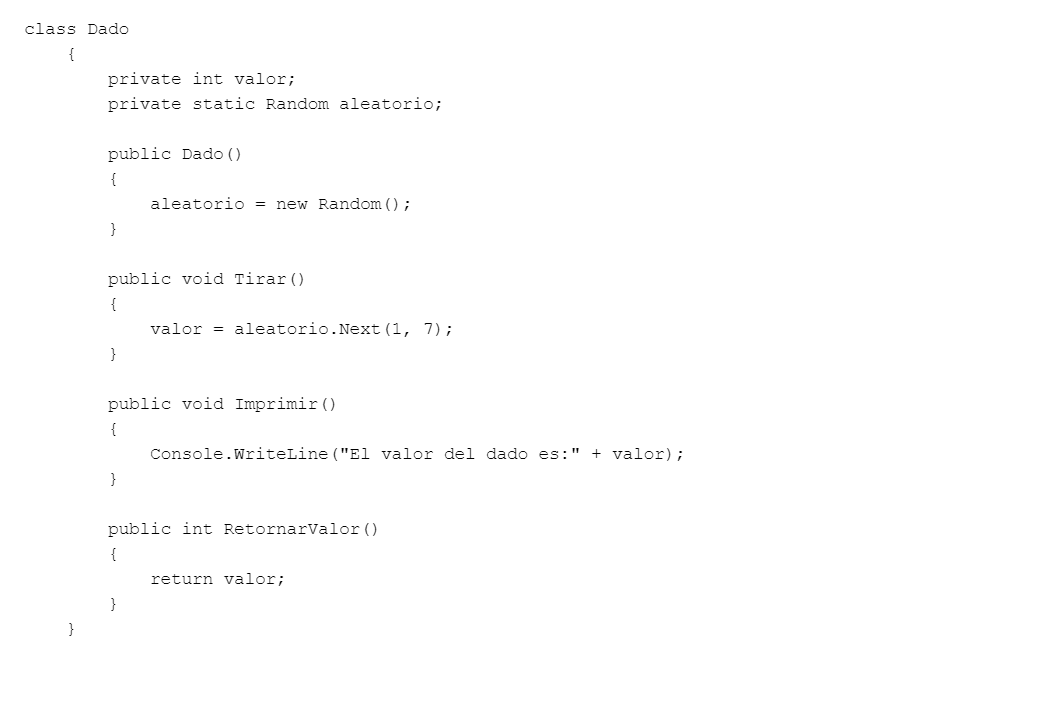 class Dado
    {
        private int valor;
        private static Random aleatorio;

        public Dado()
        {
            aleatorio = new Random();
        }

        public void Tirar()
        {
            valor = aleatorio.Next(1, 7);
        }

        public void Imprimir()
        {
            Console.WriteLine("El valor del dado es:" + valor);
        }

        public int RetornarValor()
        {
            return valor;
        }
    }